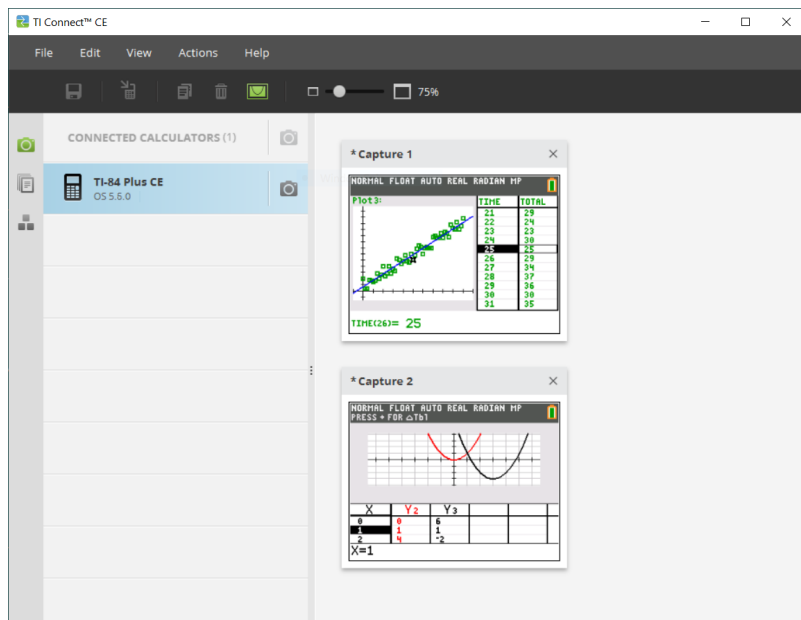 TI Connect™ CE
File Edit View Actions Help
75%
CONNECTED CALCULATORS (1)
TI-84 Plus CE
OS 5.6.0
*Capture 1
NORMAL FLOAT AUTO REAL RADIAN MP
Plot3:
TIME TOTAL
21 29
22 24
23 23
24 30
25 25
26 29
27 34
28 37
29 36
30 30
31 35
TIME(26)= 25
*Capture 2
NORMAL FLOAT AUTO REAL RADIAN MP
PRESS + FOR △Tbl
X Y2 Y3
0 0 6
1 1 1
2 4 -2
X=1